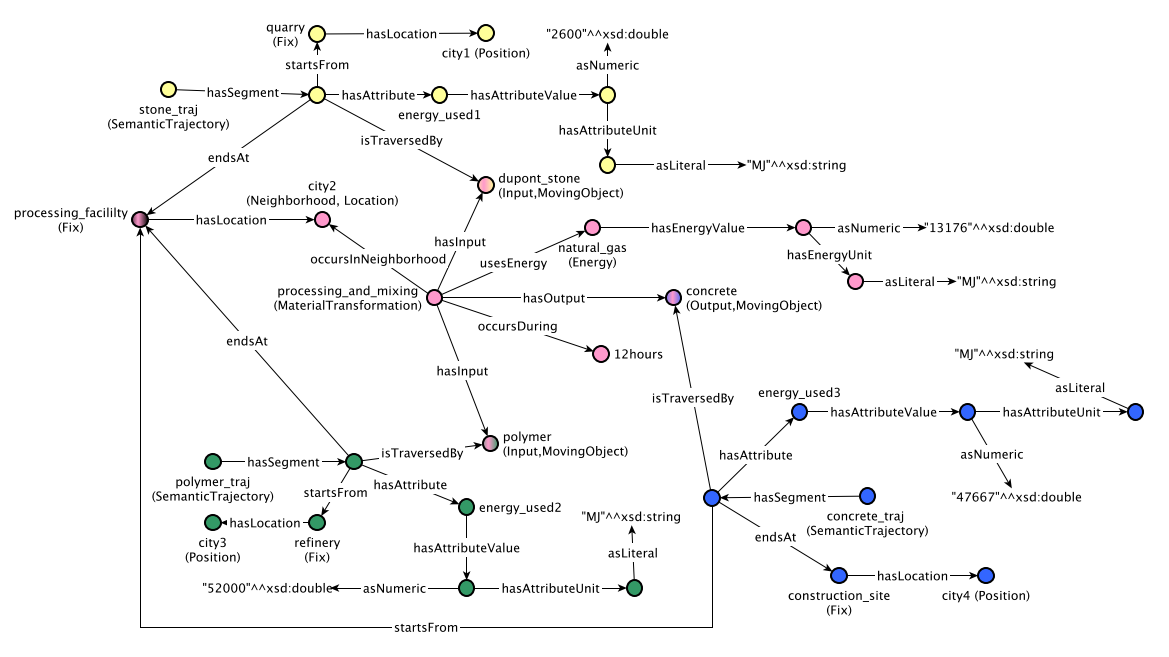 quarry
(Fix)
hasLocation
city1 (Position)
"2600"^^xsd:double
startsFrom
asNumeric
hasSegment
hasAttribute
hasAttributeValue
stone_traj
(SemanticTrajectory)
energy_used1
hasAttributeUnit
isTraversedBy
endsAt
asLiteral
"MJ"^^xsd:string
dupont_stone
(Input,MovingObject)
city2
(Neighborhood, Location)
processing_facililty
(Fix)
hasLocation
hasInput
natural_gas
(Energy)
hasEnergyValue
asNumeric
"13176"^^xsd:double
occursInNeighborhood
usesEnergy
hasEnergyUnit
asLiteral
"MJ"^^xsd:string
processing_and_mixing
(MaterialTransformation)
hasOutput
concrete
(Output,MovingObject)
occursDuring
12hours
endsAt
hasInput
"MJ"^^xsd:string
asLiteral
isTraversedBy
energy_used3
hasAttributeValue
hasAttributeUnit
polymer
(Input,MovingObject)
hasAttribute
asNumeric
"47667"^^xsd:double
hasSegment
isTraversedBy
polymer_traj
(SemanticTrajectory)
startsFrom
hasAttribute
hasSegment
concrete_traj
(SemanticTrajectory)
hasLocation
city3
(Position)
refinery
(Fix)
energy_used2
"MJ"^^xsd:string
endsAt
hasAttributeValue
asLiteral
"52000"^^xsd:double
asNumeric
hasAttributeUnit
hasLocation
construction_site
(Fix)
city4 (Position)
startsFrom